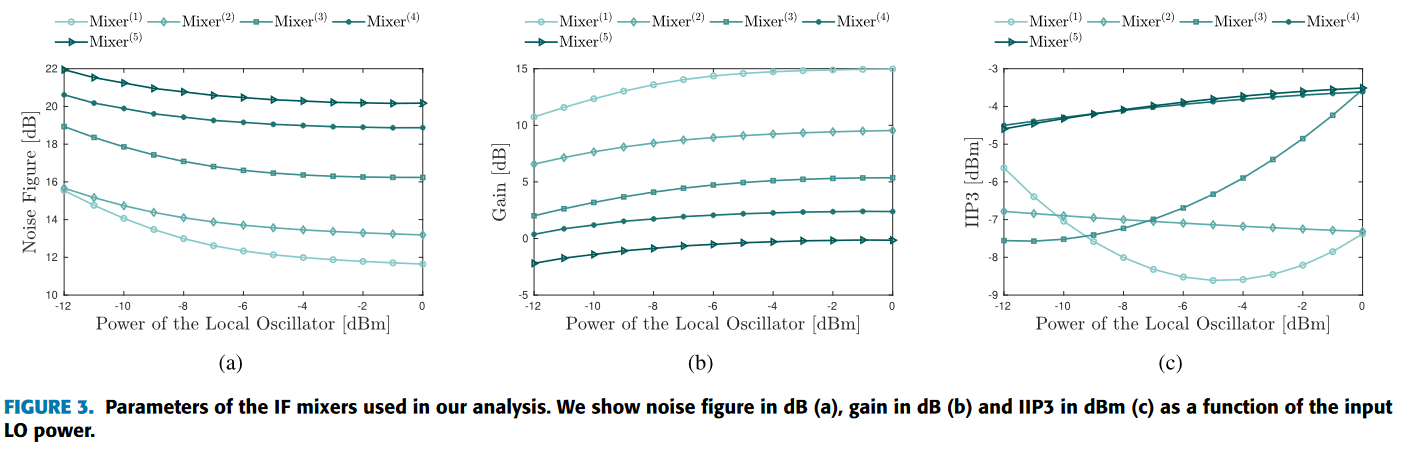 Mixer(1) Mixer(2) Mixer(3) Mixer(4)
Mixer(5)
22
20
18
16
14
12
10
Noise Figure [dB]
-12 -10 -8 -6 -4 -2 0
Power of the Local Oscillator [dBm]
(a)
Mixer(1) Mixer(2) Mixer(3) Mixer(4)
Mixer(5)
15
10
5
0
-5
Gain [dB]
-12 -10 -8 -6 -4 -2 0
Power of the Local Oscillator [dBm]
(b)
Mixer(1) Mixer(2) Mixer(3) Mixer(4)
Mixer(5)
-3
-4
-5
-6
-7
-8
-9
IIP3 [dBm]
-12 -10 -8 -6 -4 -2 0
Power of the Local Oscillator [dBm]
(c)
FIGURE 3. Parameters of the IF mixers used in our analysis. We show noise figure in dB (a), gain in dB (b) and IIP3 in dBm (c) as a function of the input
LO power.